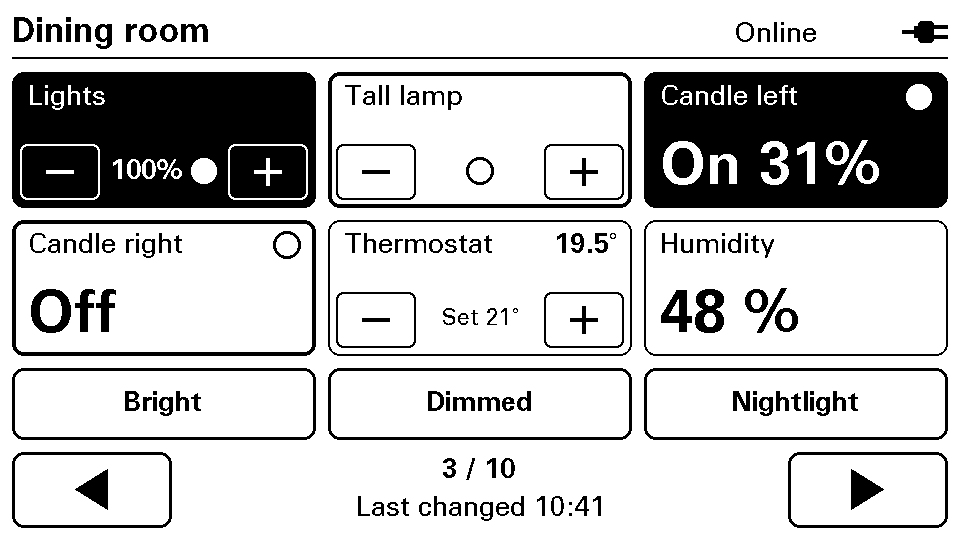 Dining room
Online
Lights
− 100% +
Tall lamp
− +
Candle left
On 31%
Candle right
Off
Thermostat 19.5°
− Set 21° +
Humidity
48 %
Bright
Dimmed
Nightlight
3 / 10
Last changed 10:41